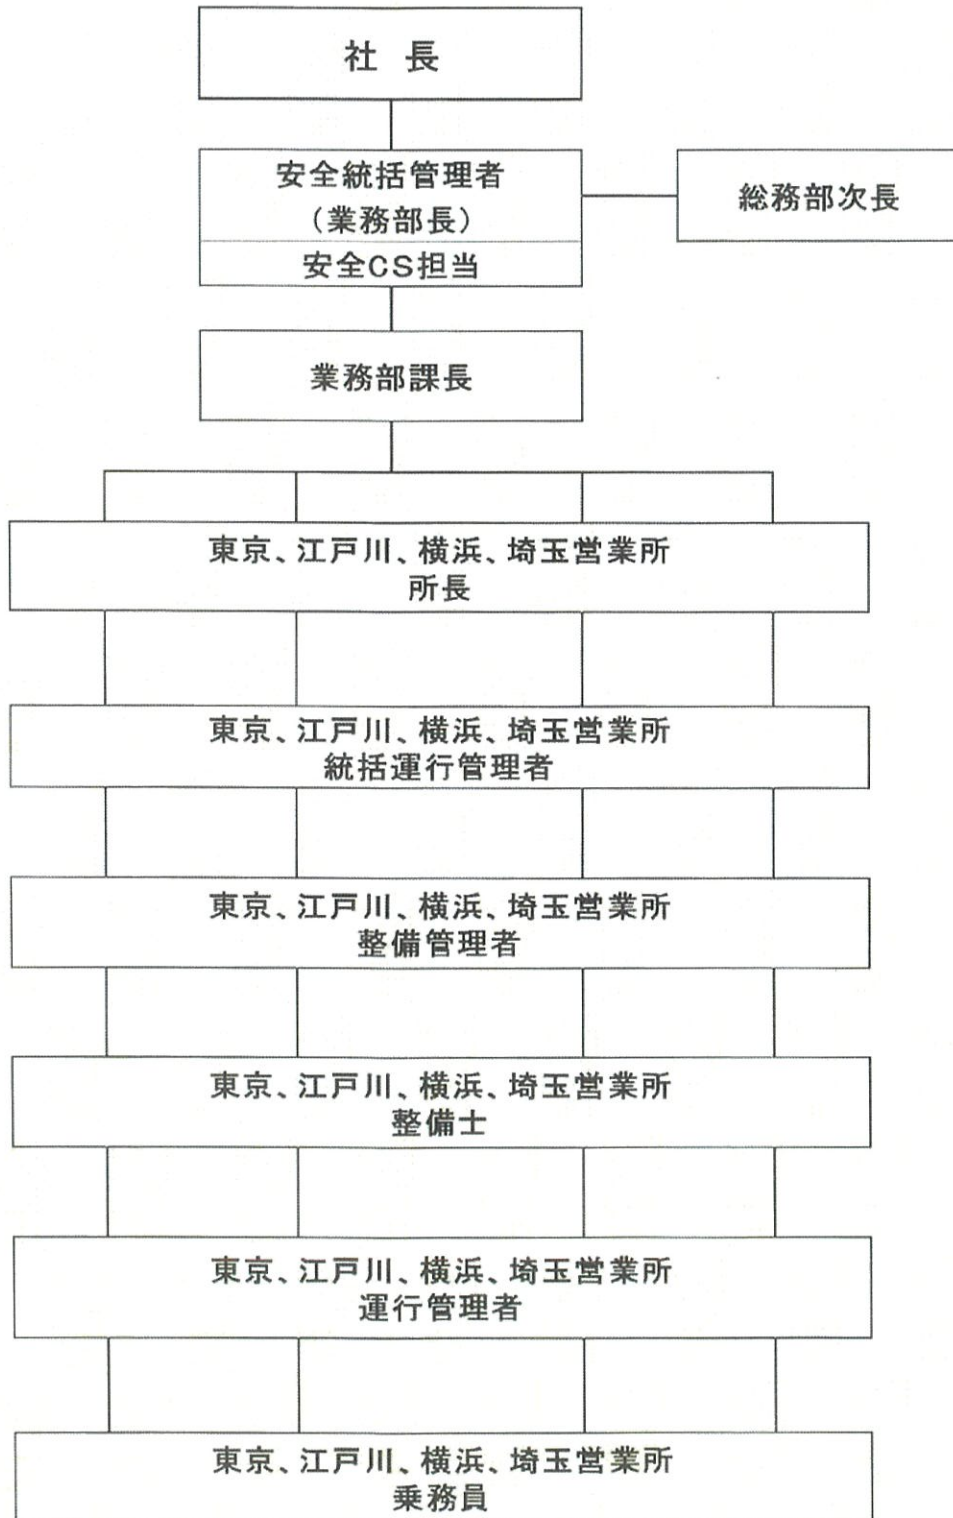 社 長
安全統括管理者
（業務部長）
安全CS担当
総務部次長
業務部課長
東京、江戸川、横浜、埼玉営業所
所長
東京、江戸川、横浜、埼玉営業所
統括運行管理者
東京、江戸川、横浜、埼玉営業所
整備管理者
東京、江戸川、横浜、埼玉営業所
整備士
東京、江戸川、横浜、埼玉営業所
運行管理者
東京、江戸川、横浜、埼玉営業所
乗務員